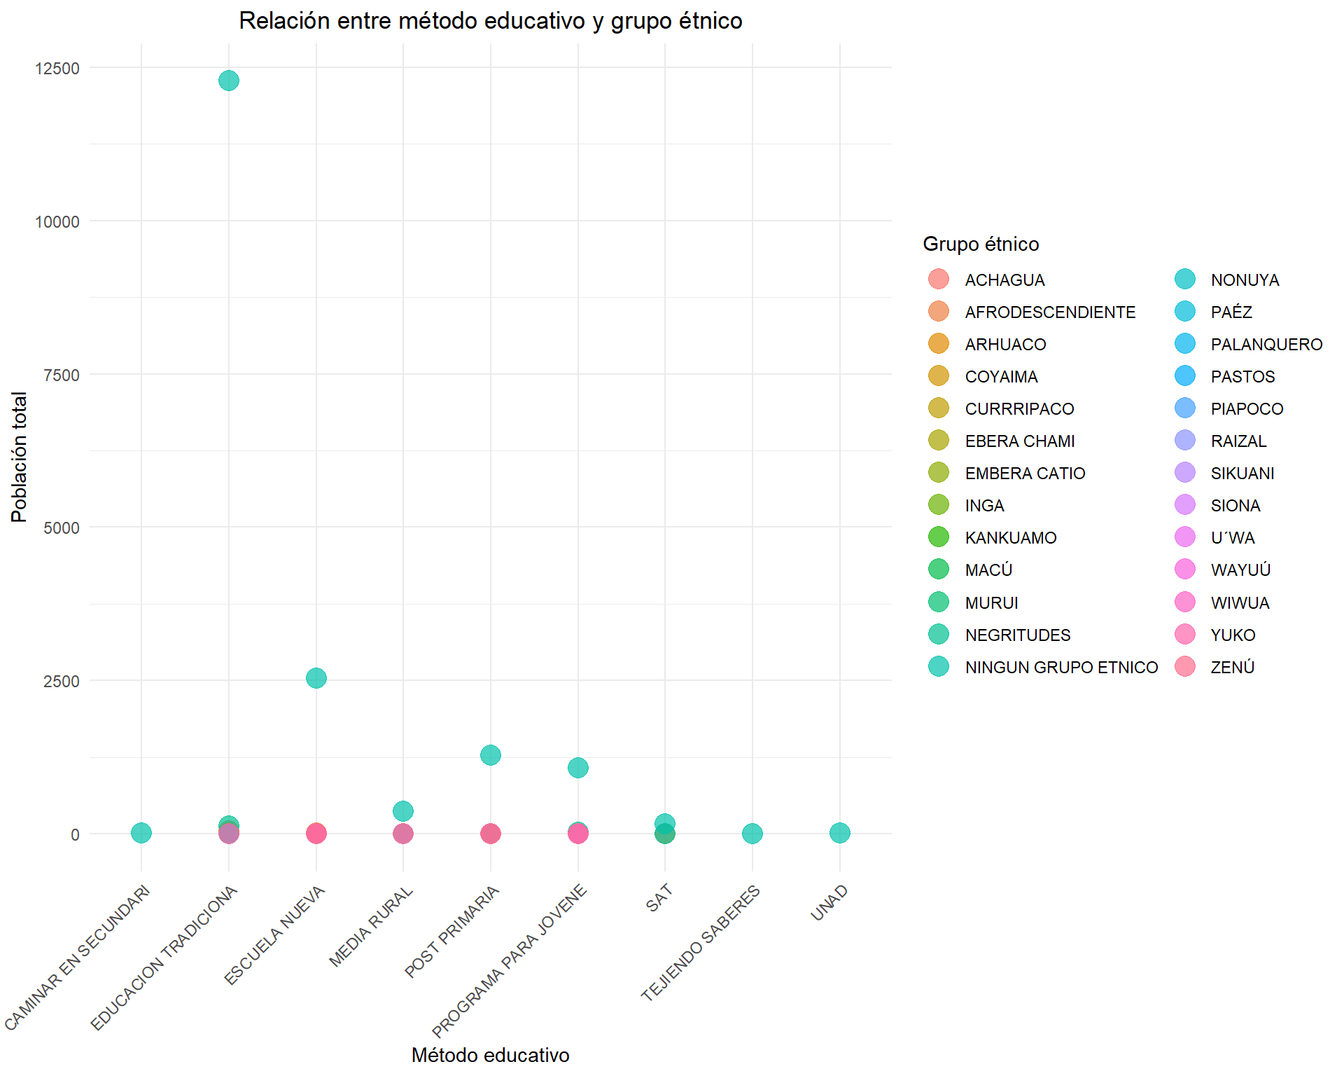 Relación entre método educativo y grupo étnico
12500
10000
7500
5000
2500
0
Población total
CAMINAR EN SECUNDARI
EDUCACION TRADICIONA
ESCUELA NUEVA
MEDIA RURAL
POST PRIMARIA
PROGRAMA PARA JOVENE
SAT
TEJIENDO SABERES
UNAD
Método educativo
Grupo étnico
ACHAGUA
AFRODESCENDIENTE
ARHUACO
COYAIMA
CURRRIPACO
EBERA CHAMI
EMBERA CATIO
INGA
KANKUAMO
MACÚ
MURUI
NEGRITUDES
NINGUN GRUPO ETNICO
NONUYA
PAÉZ
PALANQUERO
PASTOS
PIAPOCO
RAIZAL
SIKUANI
SIONA
U´WA
WAYUÚ
WIWUA
YUKO
ZENÚ